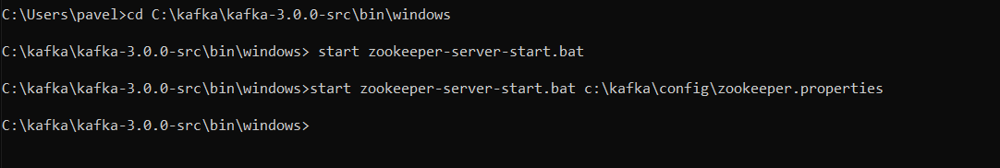 C:\Users\pavel>cd C:\kafka\kafka-3.0.0-src\bin\windows
C:\kafka\kafka-3.0.0-src\bin\windows> start zookeeper-server-start.bat
C:\kafka\kafka-3.0.0-src\bin\windows>start zookeeper-server-start.bat c:\kafka\config\zookeeper.properties
C:\kafka\kafka-3.0.0-src\bin\windows>